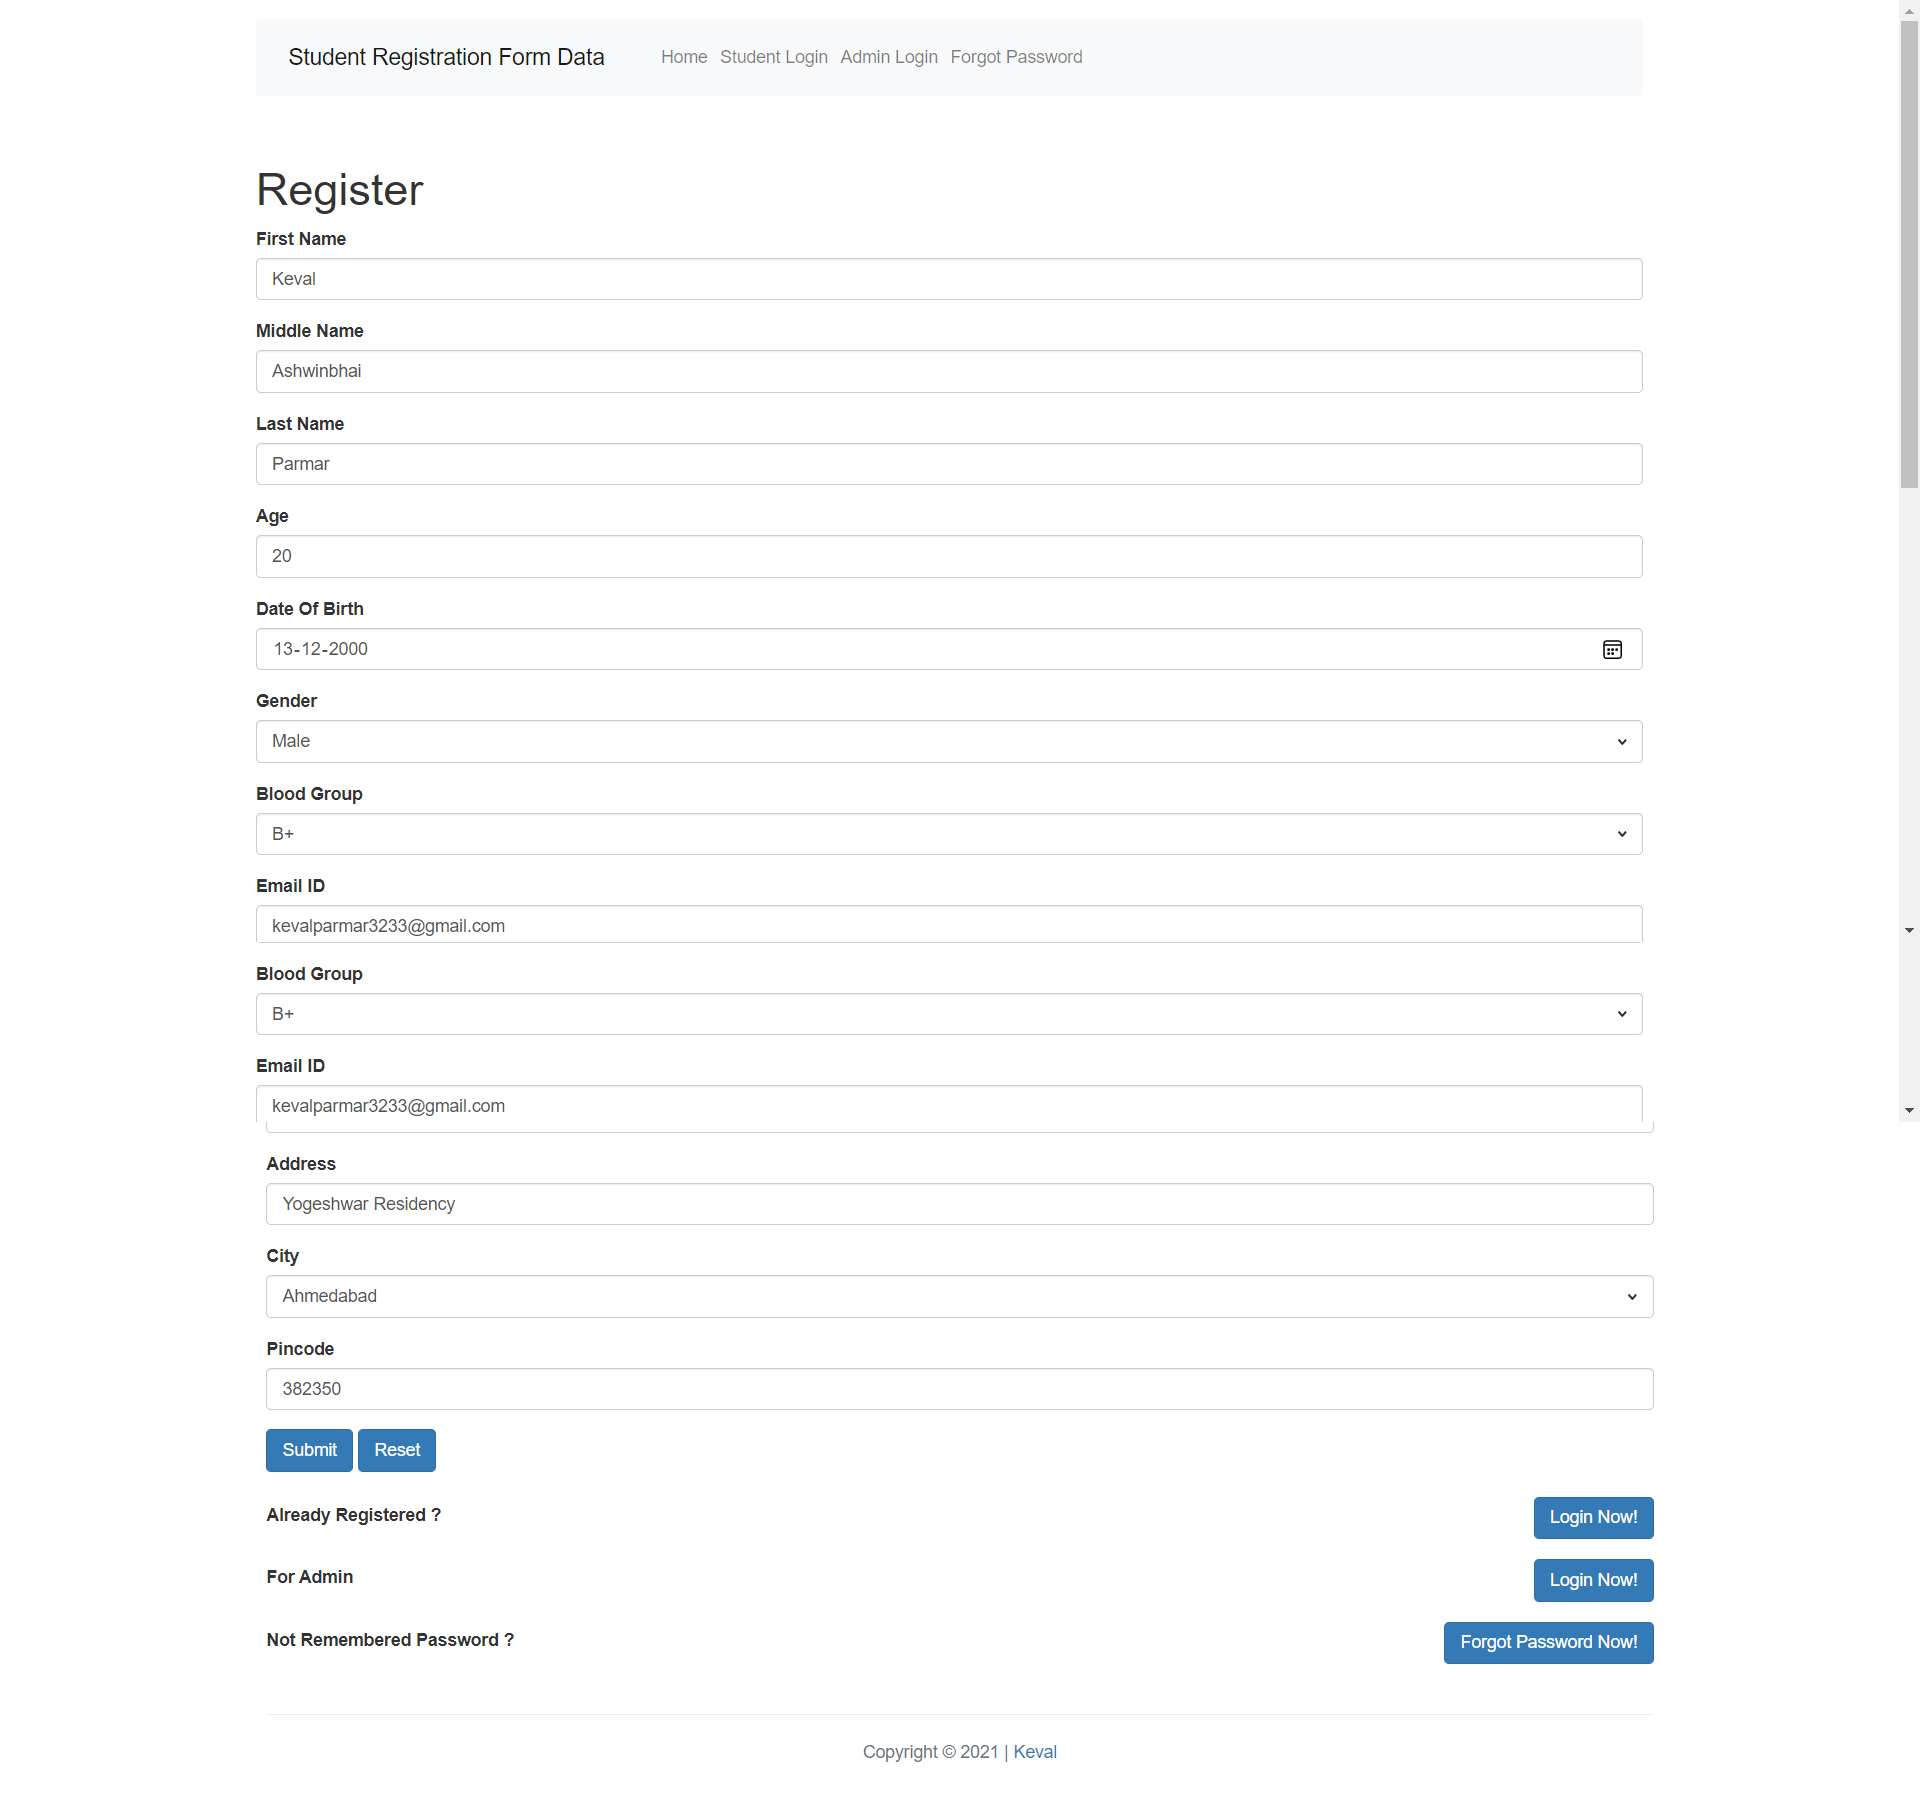 Student Registration Form Data Home Student Login Admin Login Forgot Password
Register
First Name
Keval
Middle Name
Ashwinbhai
Last Name
Parmar
Age
20
Date Of Birth
13-12-2000
Gender
Male
Blood Group
B+
Email ID
kevalparmar3233@gmail.com
Blood Group
B+
Email ID
kevalparmar3233@gmail.com
Address
Yogeshwar Residency
City
Ahmedabad
Pincode
382350
Submit Reset
Already Registered ? Login Now!
For Admin Login Now!
Not Remembered Password ? Forgot Password Now!
Copyright © 2021 | Keval